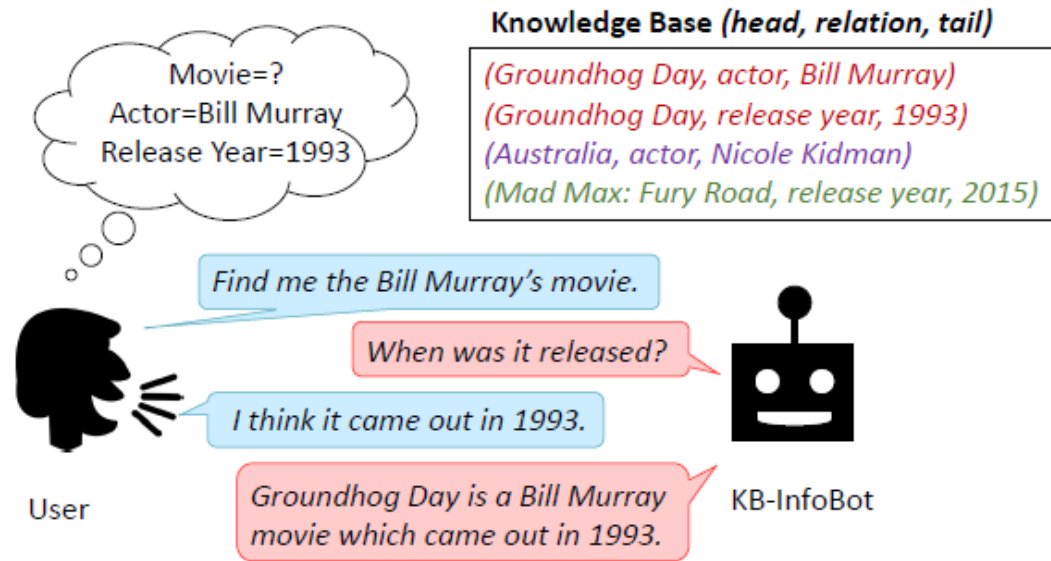 Knowledge Base (head, relation, tail)
Movie=?
Actor=Bill Murray
Release Year=1993
(Groundhog Day, actor, Bill Murray)
(Groundhog Day, release year, 1993)
(Australia, actor, Nicole Kidman)
(Mad Max: Fury Road, release year, 2015)
Find me the Bill Murray's movie.
When was it released?
I think it came out in 1993.
Groundhog Day is a Bill Murray
movie which came out in 1993.
User
KB-InfoBot